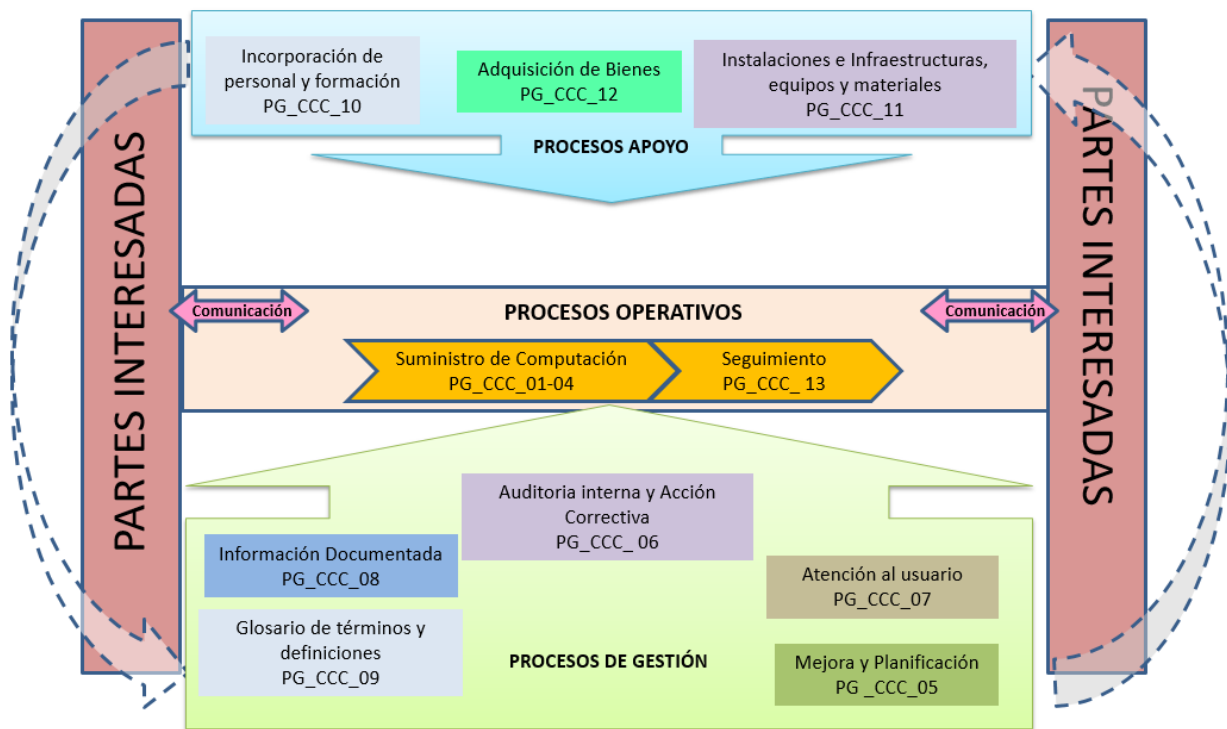 PARTES INTERESADAS
Incorporación de
personal y formación
PG_CCC_10
Adquisición de Bienes
PG_CCC_12
Instalaciones e Infraestructuras,
equipos y materiales
PG_CCC_11
PROCESOS APOYO
PARTES INTERESADAS
Comunicación
PROCESOS OPERATIVOS
Comunicación
Suministro de Computación
PG_CCC_01-04
Seguimiento
PG_CCC_ 13
Auditoria interna y Acción
Correctiva
PG_CCC_ 06
Información Documentada
PG_CCC_08
Atención al usuario
PG_CCC_07
Glosario de términos y
definiciones
PG_CCC_09
PROCESOS DE GESTIÓN
Mejora y Planificación
PG _CCC_05